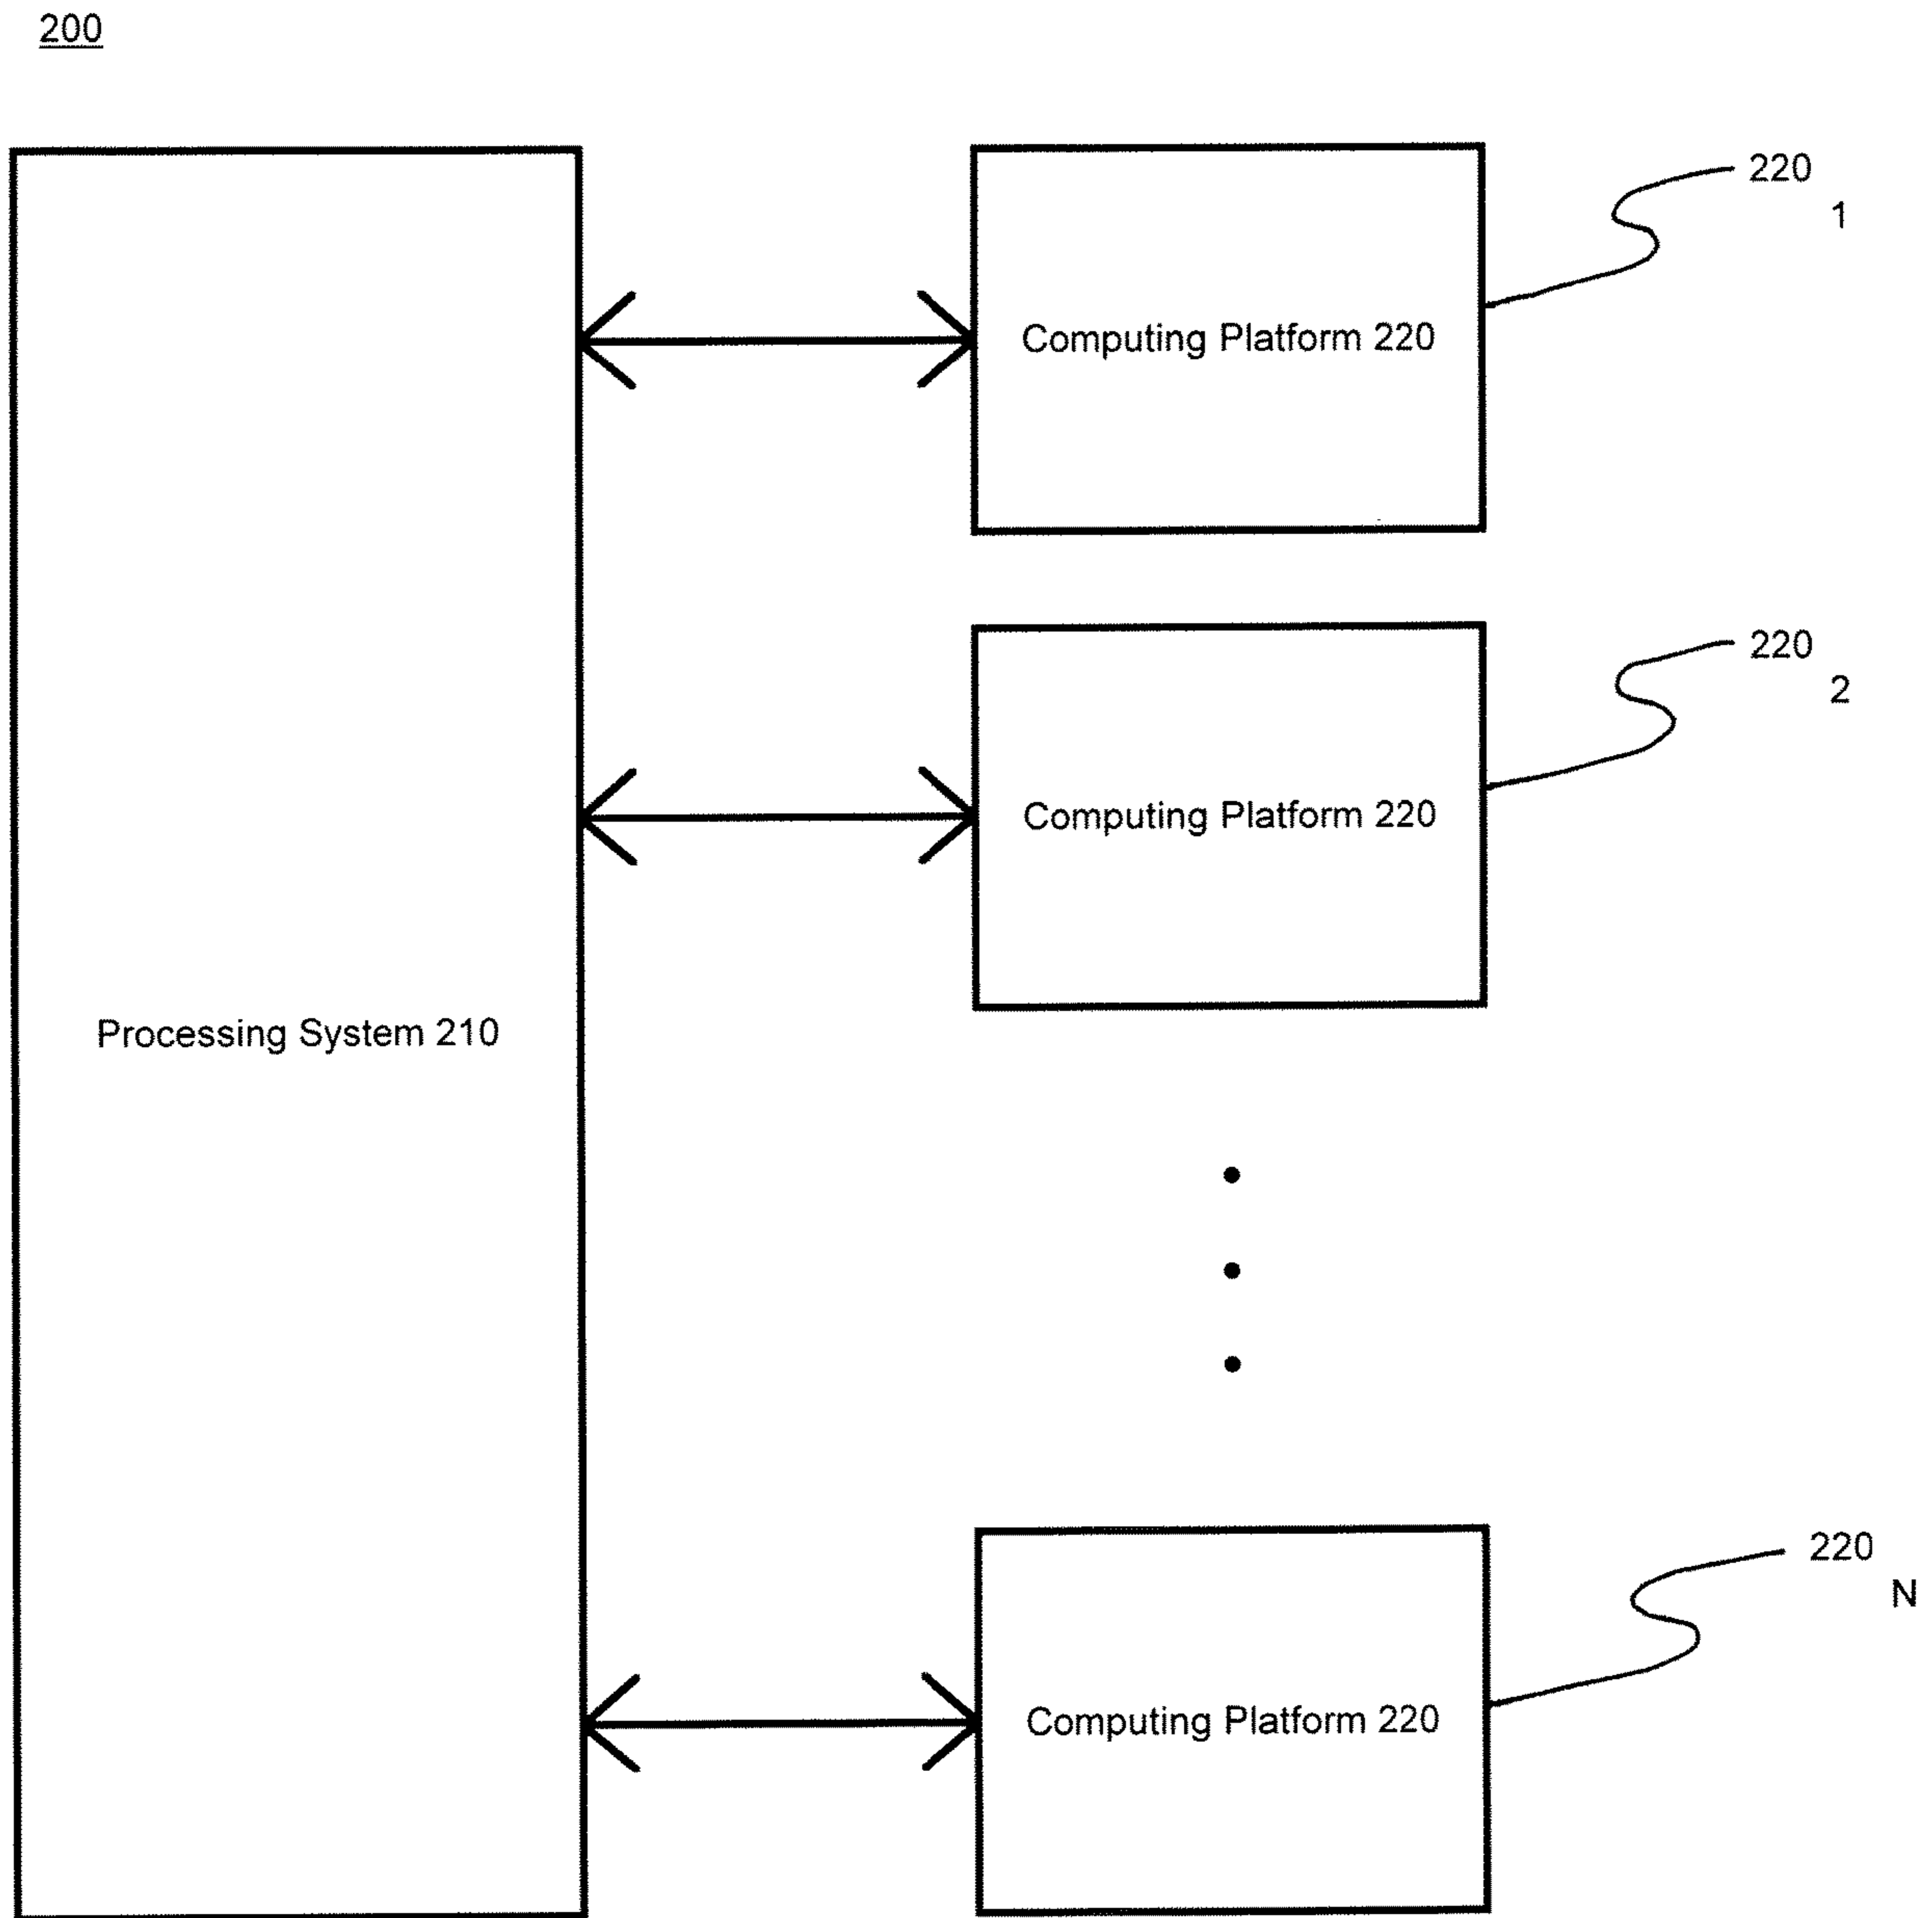 200
220
1
Computing Platform 220
220
2
Computing Platform 220
Processing System 210
220
N
Computing Platform 220